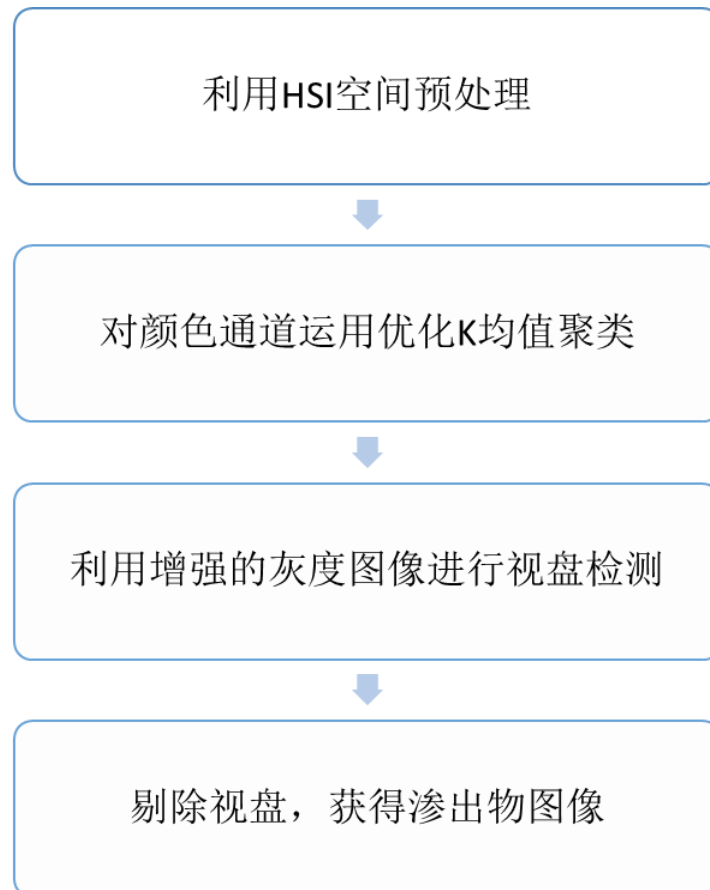 利用HSI空间预处理
对颜色通道运用优化K均值聚类
利用增强的灰度图像进行视盘检测
剔除视盘，获得渗出物图像